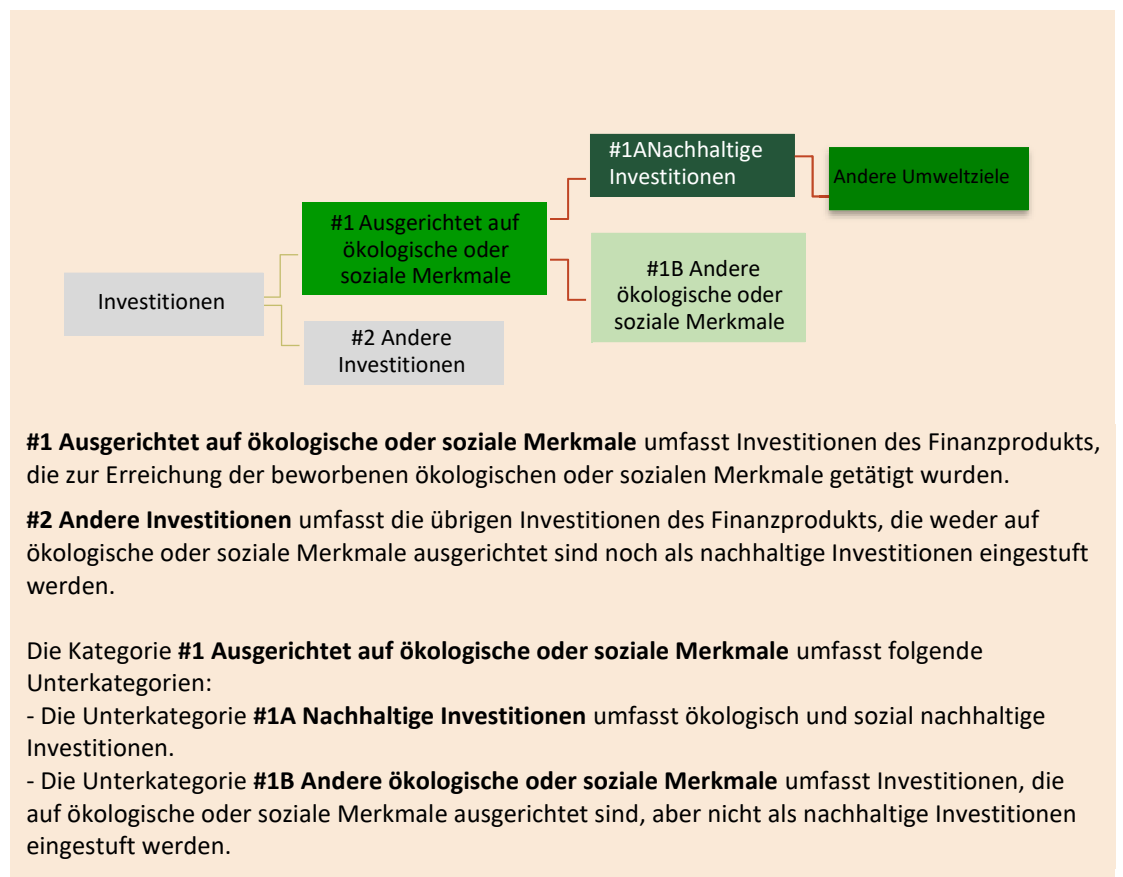 #1ANachhaltige
Investitionen
Andere Umweltziele
#1 Ausgerichtet auf
ökologische oder
soziale Merkmale
#1B Andere
ökologische oder
soziale Merkmale
Investitionen
#2 Andere
Investitionen
#1 Ausgerichtet auf ökologische oder soziale Merkmale umfasst Investitionen des Finanzprodukts,
die zur Erreichung der beworbenen ökologischen oder sozialen Merkmale getätigt wurden.
#2 Andere Investitionen umfasst die übrigen Investitionen des Finanzprodukts, die weder auf
ökologische oder soziale Merkmale ausgerichtet sind noch als nachhaltige Investitionen eingestuft
werden.
Die Kategorie #1 Ausgerichtet auf ökologische oder soziale Merkmale umfasst folgende
Unterkategorien:
- Die Unterkategorie #1A Nachhaltige Investitionen umfasst ökologisch und sozial nachhaltige
Investitionen.
- Die Unterkategorie #1B Andere ökologische oder soziale Merkmale umfasst Investitionen, die
auf ökologische oder soziale Merkmale ausgerichtet sind, aber nicht als nachhaltige Investitionen
eingestuft werden.